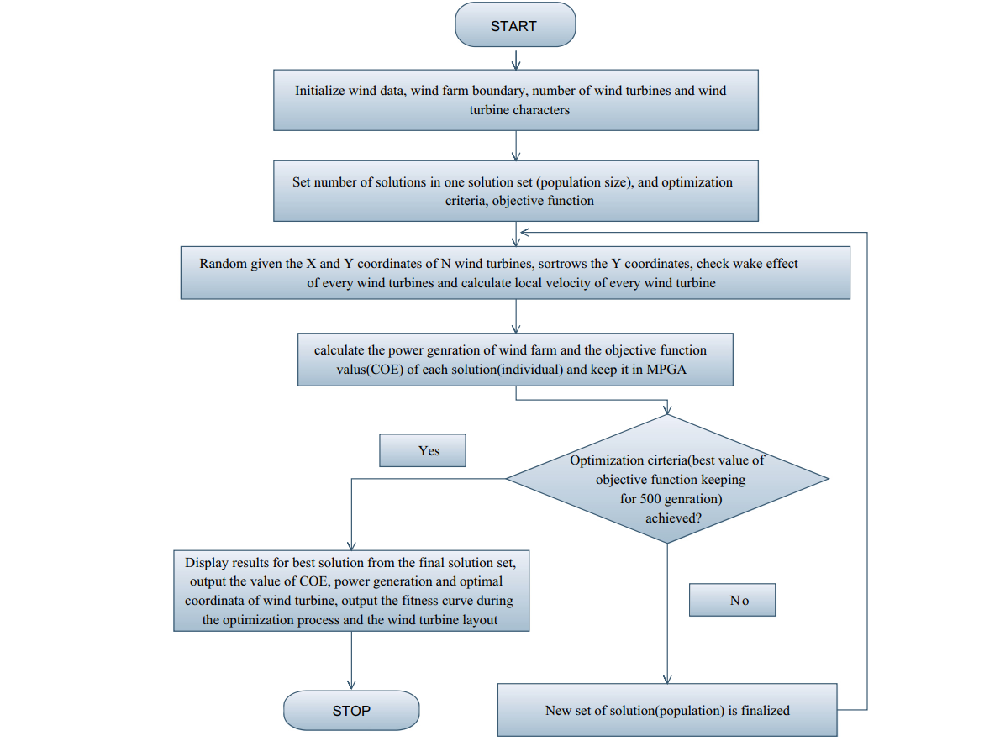 START
Initialize wind data, wind farm boundary, number of wind turbines and wind
turbine characters
Set number of solutions in one solution set (population size), and optimization
criteria, objective function
Random given the X and Y coordinates of N wind turbines, sortrows the Y coordinates, check wake effect
of every wind turbines and calculate local velocity of every wind turbine
calculate the power genration of wind farm and the objective function
valus(COE) of each solution(individual) and keep it in MPGA
Optimization cirteria(best value of
objective function keeping
for 500 genration)
achieved?
Yes
Display results for best solution from the final solution set,
output the value of COE, power generation and optimal
coordinata of wind turbine, output the fitness curve during
the optimization process and the wind turbine layout
No
STOP
New set of solution(population) is finalized